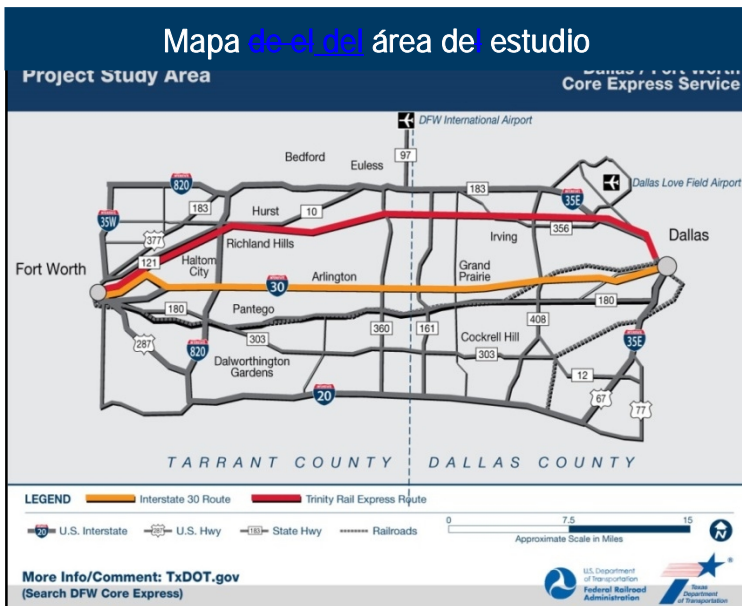 Mapa de el del área del estudio
Project Study Area
Dallas / Fort Worth
Core Express Service
DFW International Airport
97
Bedford
Euless
820
183
35E
Dallas Love Field Airport
183
35W
Hurst
10
356
377
Richland Hills
Irving
Dallas
121
Haltom
City
Fort Worth
Arlington
Grand
Prairie
30
180
Pantego
180
360
161
408
287
303
Cockrell Hill
35E
820
Dalworthington
Gardens
303
12
20
67
77
TARRANT COUNTY
DALLAS COUNTY
LEGEND
Interstate 30 Route
Trinity Rail Express Route
20 U.S. Interstate
287 U.S. Hwy
183 State Hwy
Railroads
0 7.5 15
Approximate Scale in Miles
N
More Info/Comment: TxDOT.gov
(Search DFW Core Express)
U.S. Department
of Transportation
Federal Railroad
Administration
Texas
Department
of Transportation